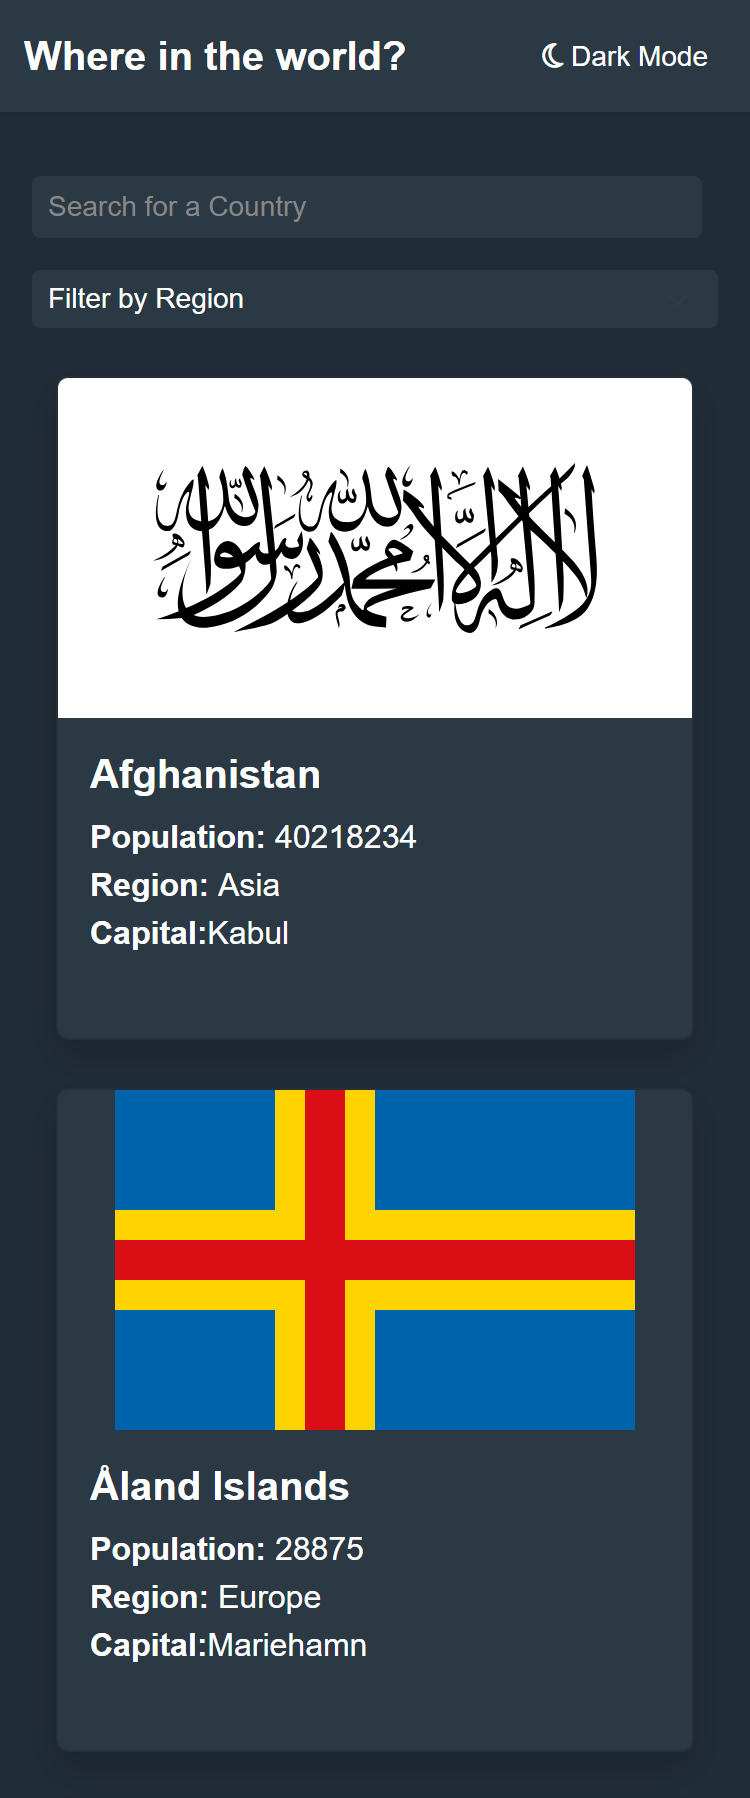 Where in the world?
Dark Mode
Search for a Country
Filter by Region
لا إله إلا الله محمد رسول الله
Afghanistan
Population: 40218234
Region: Asia
Capital:Kabul
Åland Islands
Population: 28875
Region: Europe
Capital:Mariehamn